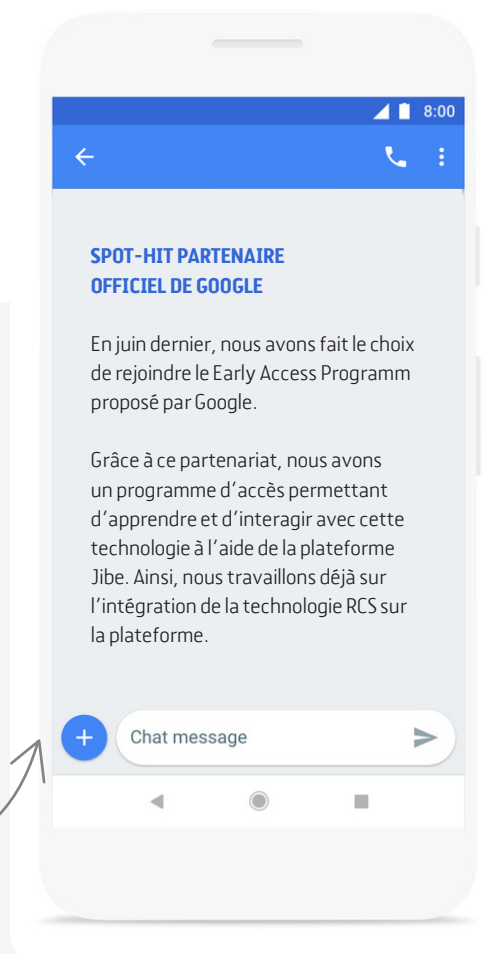 8:00
SPOT-HIT PARTENAIRE
OFFICIEL DE GOOGLE
En juin dernier, nous avons fait le choix
de rejoindre le Early Access Programm
proposé par Google.
Grâce à ce partenariat, nous avons
un programme d'accès permettant
d'apprendre et d'interagir avec cette
technologie à l'aide de la plateforme
Jibe. Ainsi, nous travaillons déjà sur
l'intégration de la technologie RCS sur
la plateforme.
Chat message